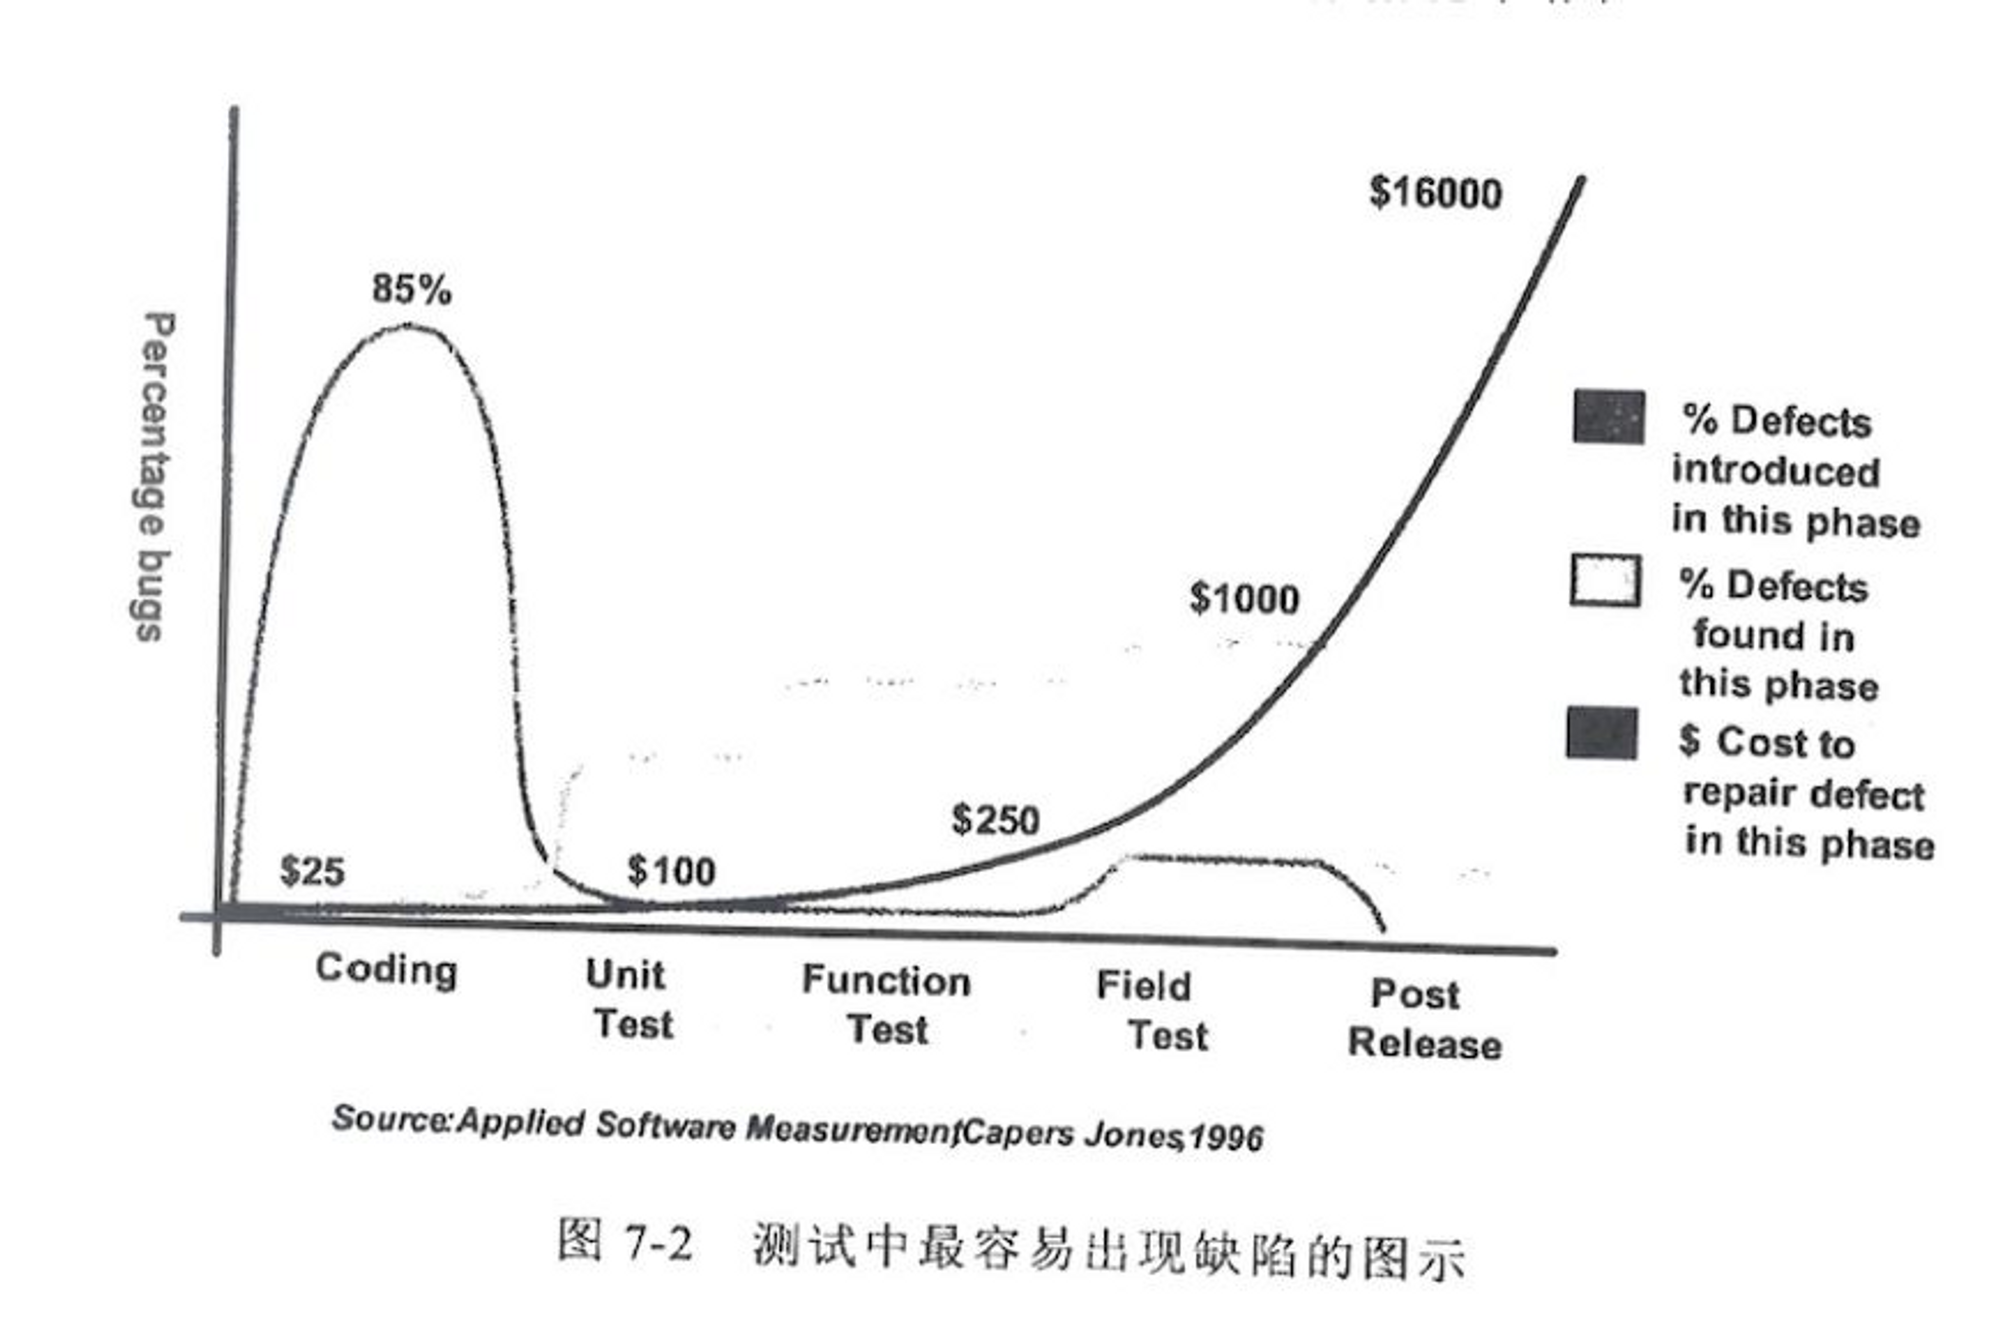 $16000
85%
Percentage bugs
% Defects
introduced
in this phase
$1000
% Defects
found in
this phase
$ Cost to
repair defect
in this phase
$250
$25
$100
Coding
Unit
Test
Function
Test
Field
Test
Post
Release
Source:Applied Software Measurement,Capers Jones,1996
图 7-2 测试中最容易出现缺陷的图示